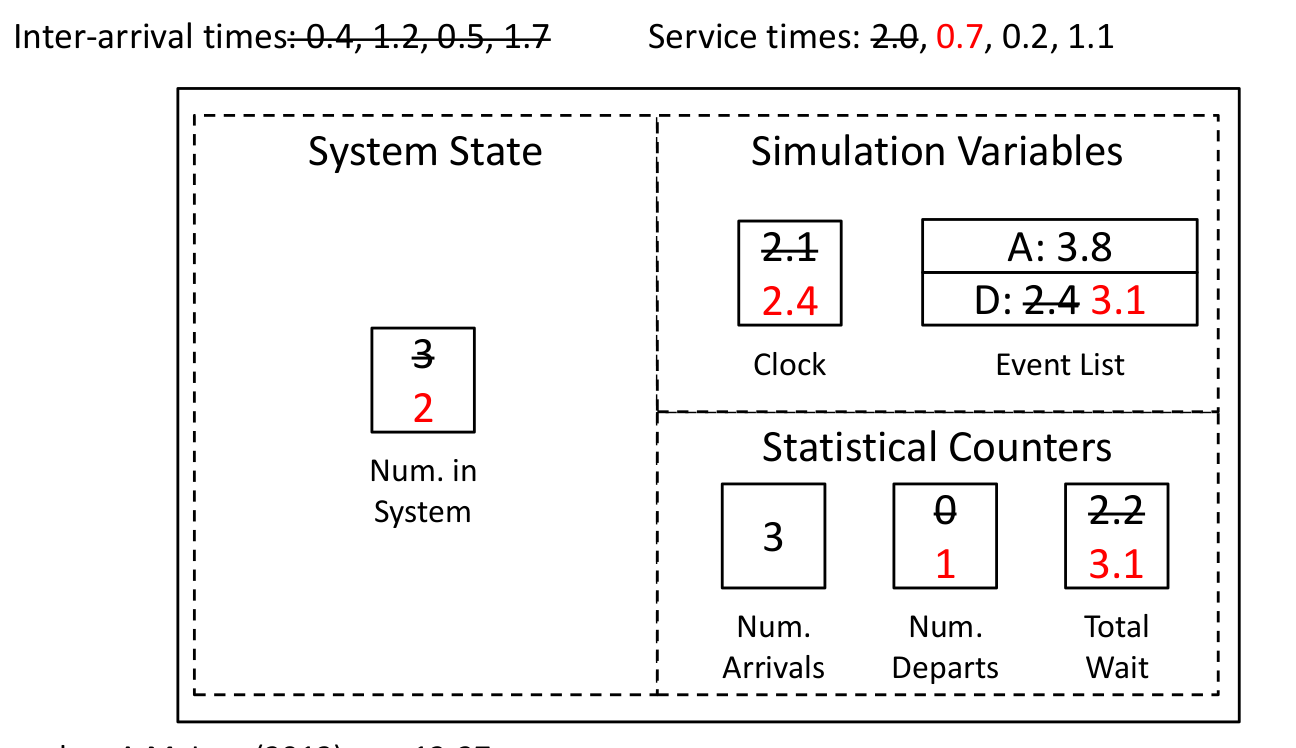 Inter-arrival times: 0.4, 1.2, 0.5, 1.7
Service times: 2.0, 0.7, 0.2, 1.1
System State
3
2
Num. in
System
Simulation Variables
2.1
2.4
Clock
A: 3.8
D: 2.4 3.1
Event List
Statistical Counters
3
Num.
Arrivals
0
1
Num.
Departs
2.2
3.1
Total
Wait